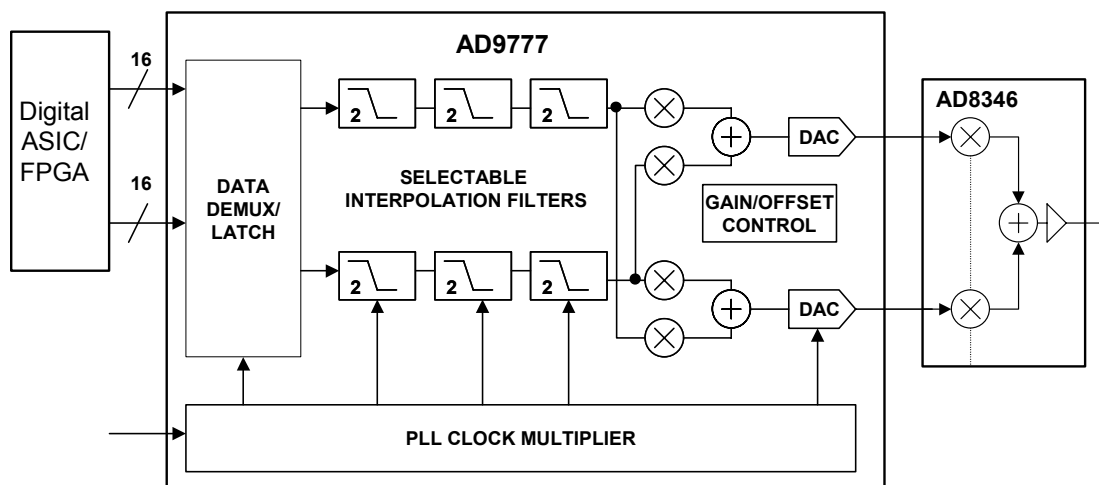 AD9777
16
Digital
ASIC/
FPGA
16
DATA
DEMUX/
LATCH
2
2
2
SELECTABLE
INTERPOLATION FILTERS
2
2
2
DAC
GAIN/OFFSET
CONTROL
DAC
AD8346
PLL CLOCK MULTIPLIER